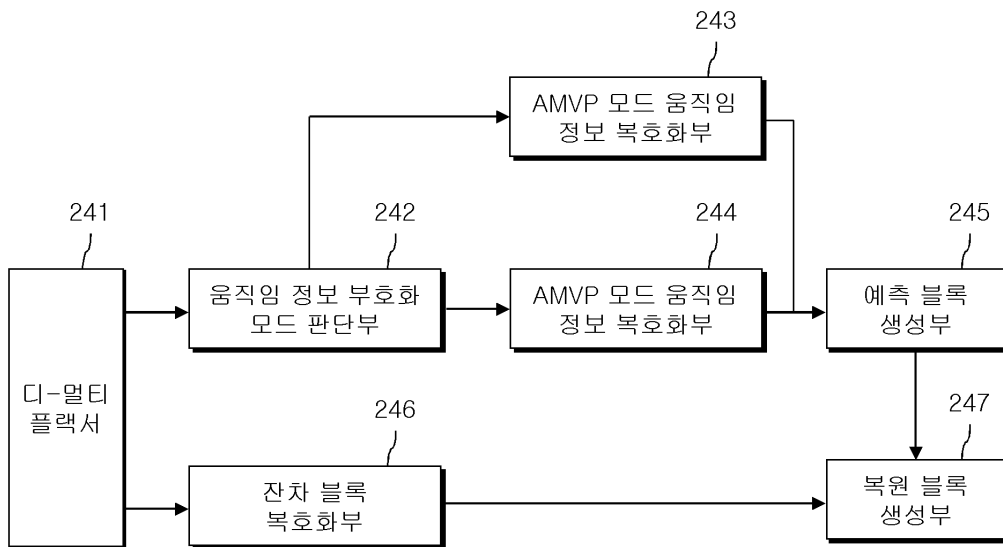 243
AMVP 모드 움직임
정보 복호화부
241
242
244
245
움직임 정보 부호화
모드 판단부
AMVP 모드 움직임
정보 복호화부
예측 블록
생성부
디-멀티
플랙서
246
247
잔차 블록
복호화부
복원 블록
생성부